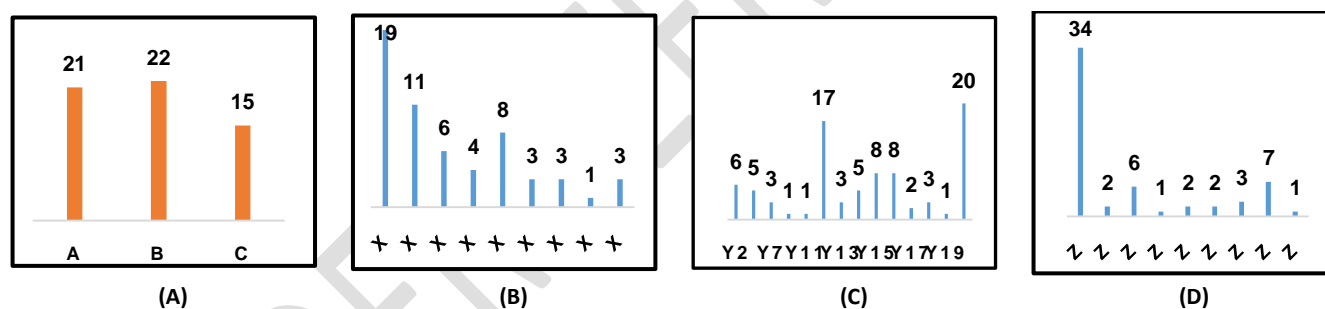 21 22 15
A B C
(A)
19 11 6 4 8 3 3 1 3
X X X X X X X X X
(B)
6 5 3 1 1 17 3 5 8 8 2 3 1 20
Y 2 Y 7 Y 1 1 Y 1 3 Y 1 5 Y 1 7 Y 1 9
(C)
34 2 6 1 2 2 3 7 1
Z Z Z Z Z Z Z Z Z
(D)